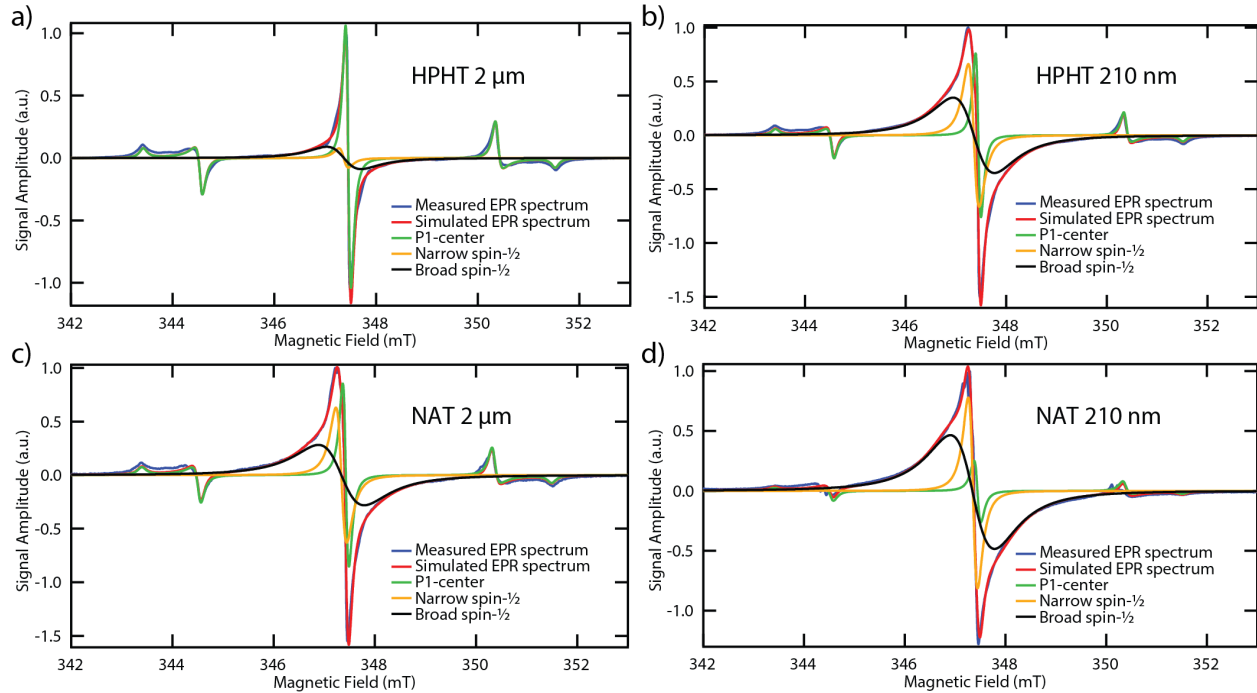 a)
HPHT 2 µm
Signal Amplitude (a.u.)
1.0
0.5
0.0
-0.5
-1.0
Measured EPR spectrum
Simulated EPR spectrum
P1-center
Narrow spin-½
Broad spin-½
342 344 346 348 350 352
Magnetic Field (mT)
b)
HPHT 210 nm
Signal Amplitude (a.u.)
1.0
0.5
0.0
-0.5
-1.0
-1.5
Measured EPR spectrum
Simulated EPR spectrum
P1-center
Narrow spin-½
Broad spin-½
342 344 346 348 350 352
Magnetic Field (mT)
c)
NAT 2 µm
Signal Amplitude (a.u.)
1.0
0.5
0.0
-0.5
-1.0
-1.5
Measured EPR spectrum
Simulated EPR spectrum
P1-center
Narrow spin-½
Broad spin-½
342 344 346 348 350 352
Magnetic Field (mT)
d)
NAT 210 nm
Signal Amplitude (a.u.)
1.0
0.5
0.0
-0.5
-1.0
Measured EPR spectrum
Simulated EPR spectrum
P1-center
Narrow spin-½
Broad spin-½
342 344 346 348 350 352
Magnetic Field (mT)